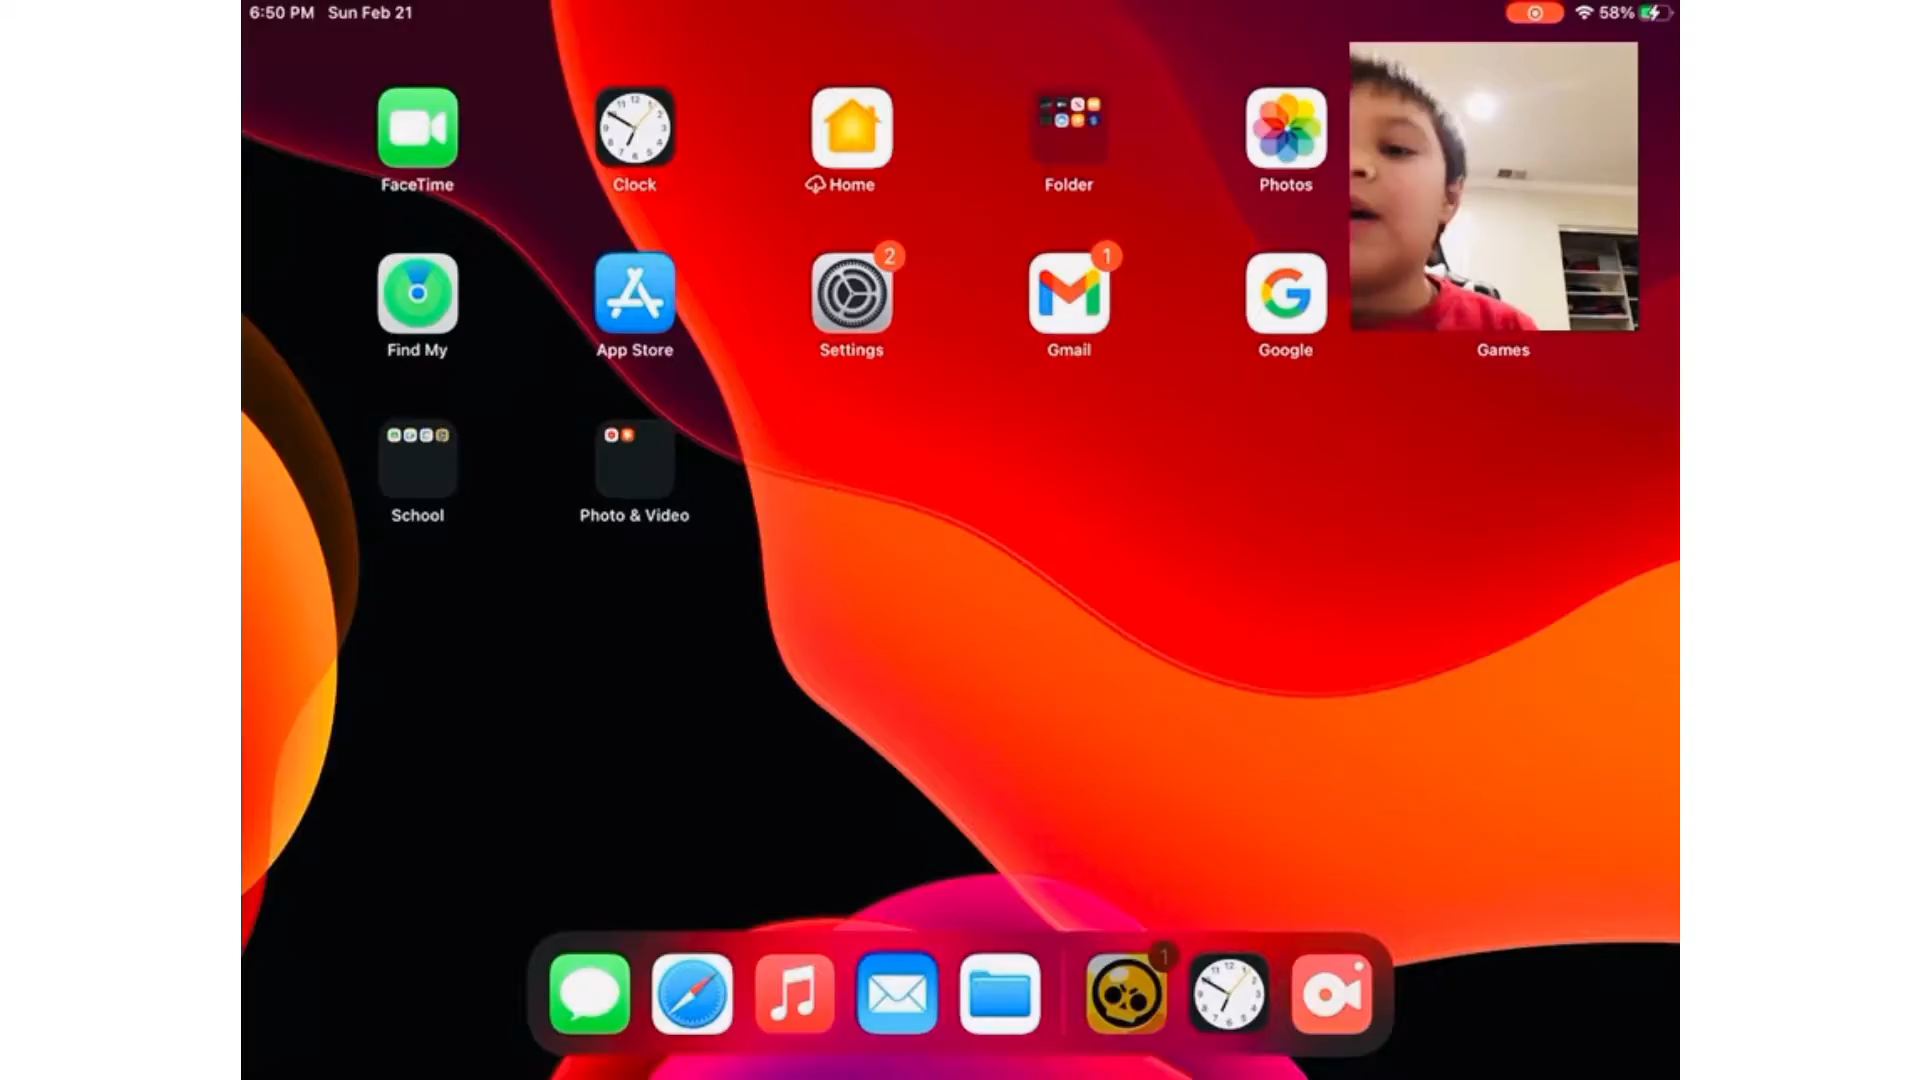 6:50 PM Sun Feb 21
58%
FaceTime
Clock
Home
Folder
Photos
2
1
Find My
App Store
Settings
Gmail
Google
Games
School
Photo & Video
1